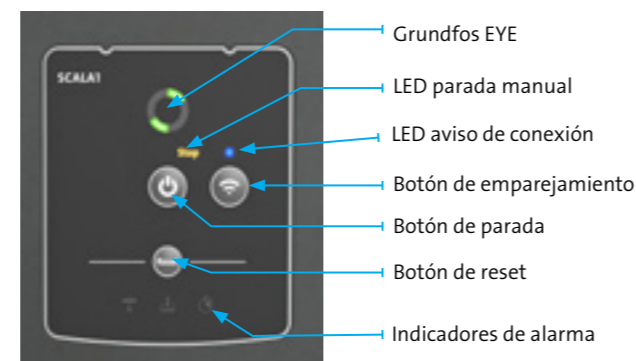 SCALA1
Grundfos EYE
LED parada manual
Stop
LED aviso de conexión
Botón de emparejamiento
Botón de parada
Reset
Botón de reset
Indicadores de alarma